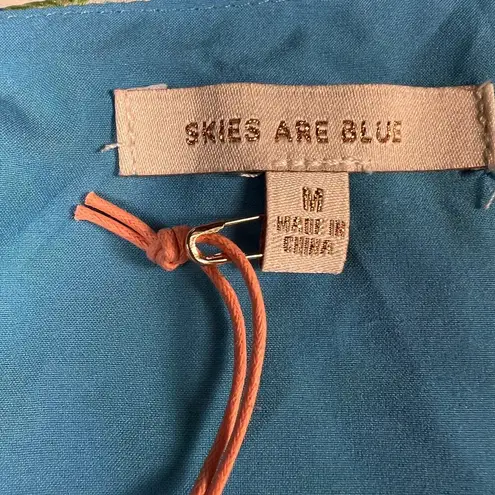 SKIES ARE BLUE
M
MADE IN
CHINA